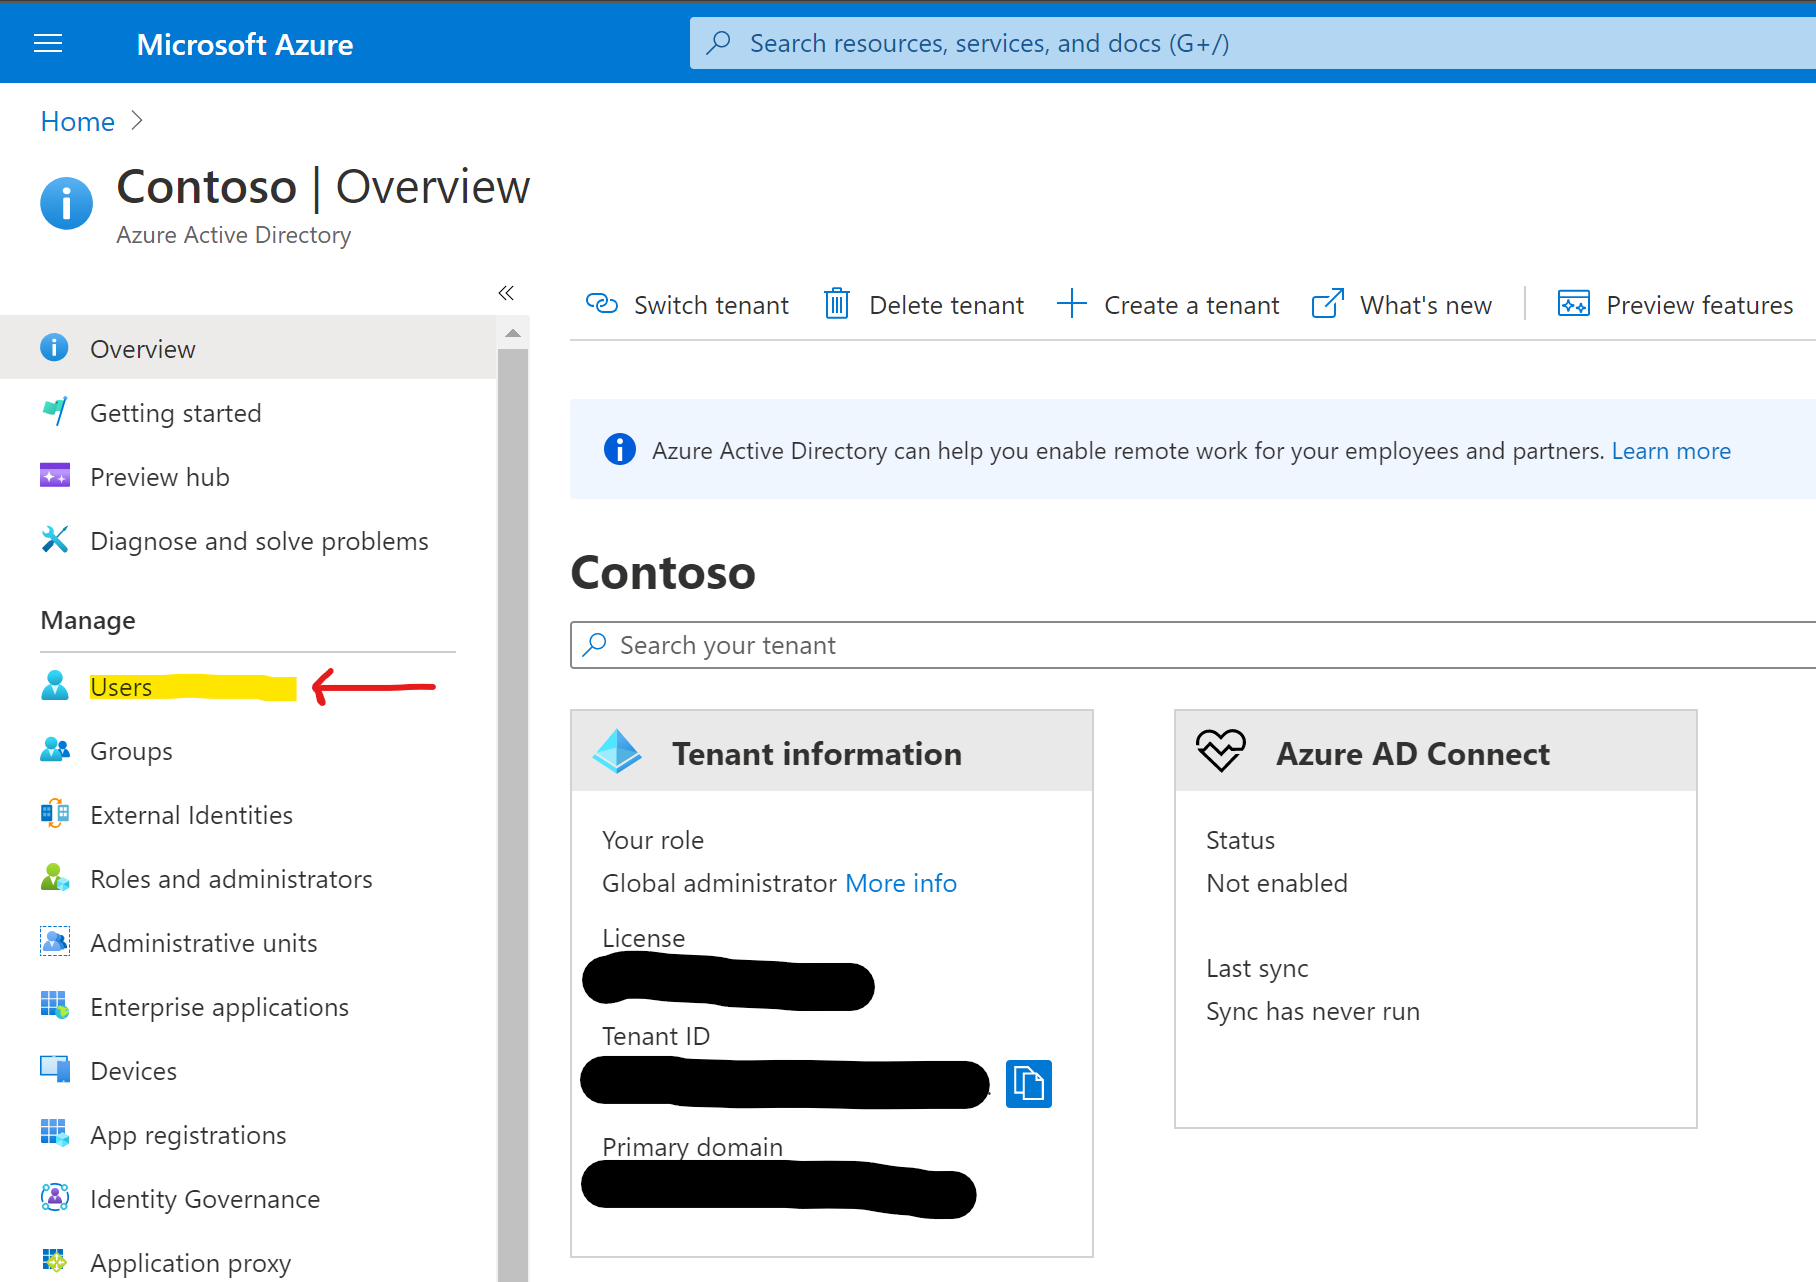 Microsoft Azure
Search resources, services, and docs (G+/)
Home
Contoso | Overview
Azure Active Directory
Overview
Getting started
Preview hub
Diagnose and solve problems
Manage
Users
Groups
External Identities
Roles and administrators
Administrative units
Enterprise applications
Devices
App registrations
Identity Governance
Application proxy
Switch tenant
Delete tenant
Create a tenant
What's new
Preview features
Azure Active Directory can help you enable remote work for your employees and partners. Learn more
Contoso
Search your tenant
Tenant information
Your role
Global administrator More info
License
Tenant ID
Primary domain
Azure AD Connect
Status
Not enabled
Last sync
Sync has never run